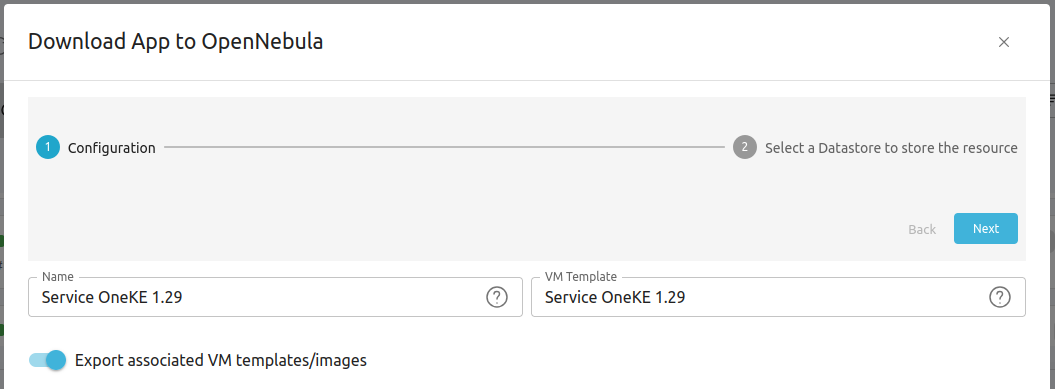 Download App to OpenNebula
1 Configuration
2 Select a Datastore to store the resource
Back
Next
Name
Service OneKE 1.29
VM Template
Service OneKE 1.29
Export associated VM templates/images